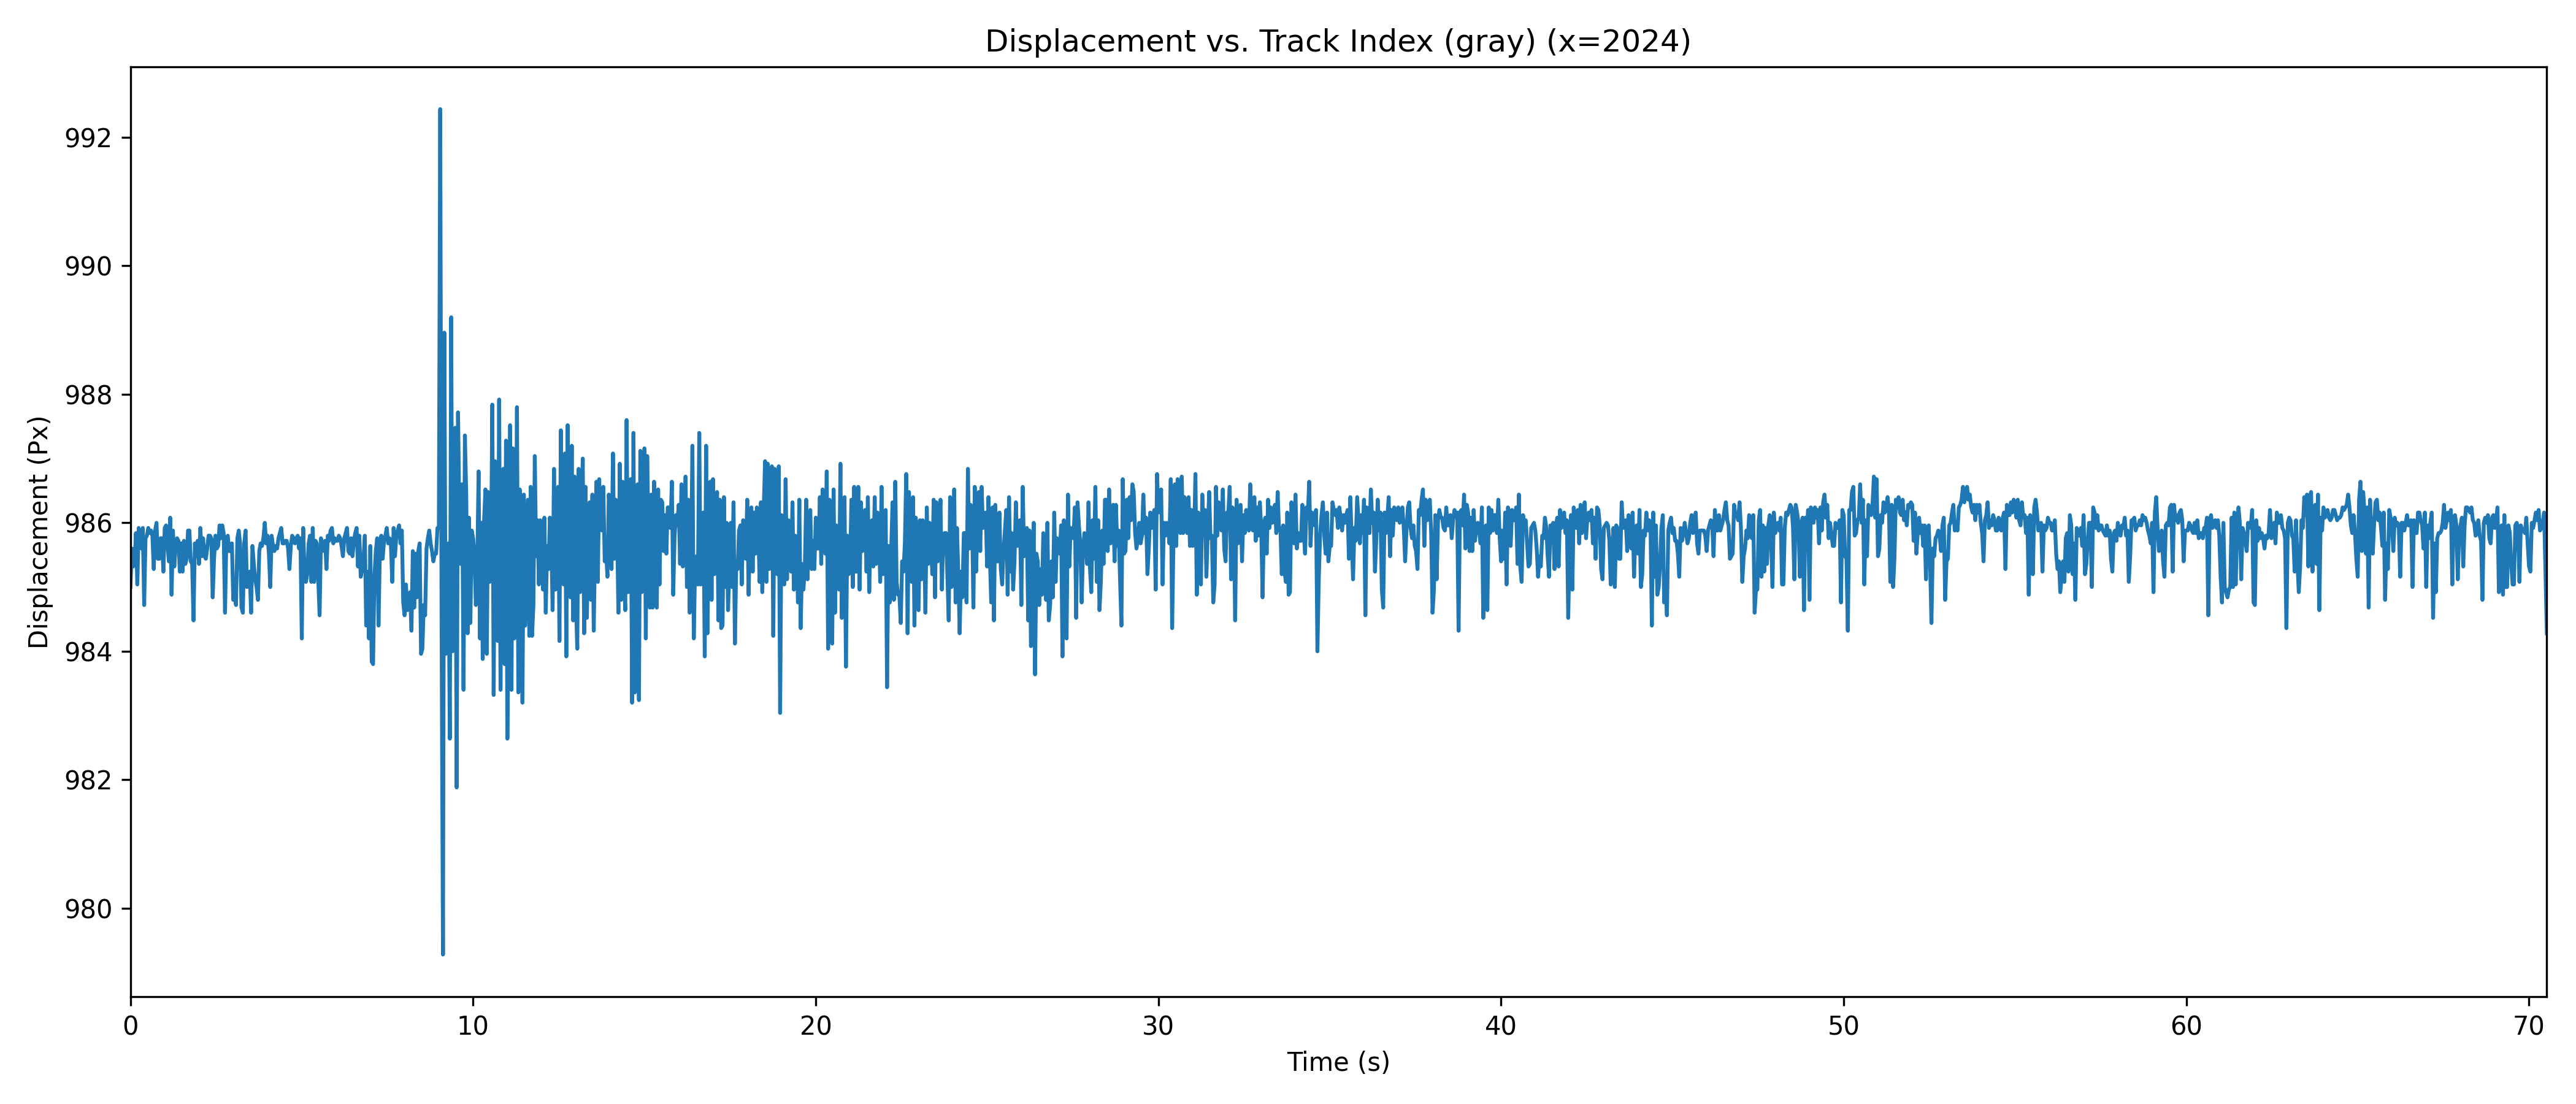 Displacement vs. Track Index (gray) (x=2024)
Displacement (Px)
992
990
988
986
984
982
980
0 10 20 30 40 50 60 70
Time (s)